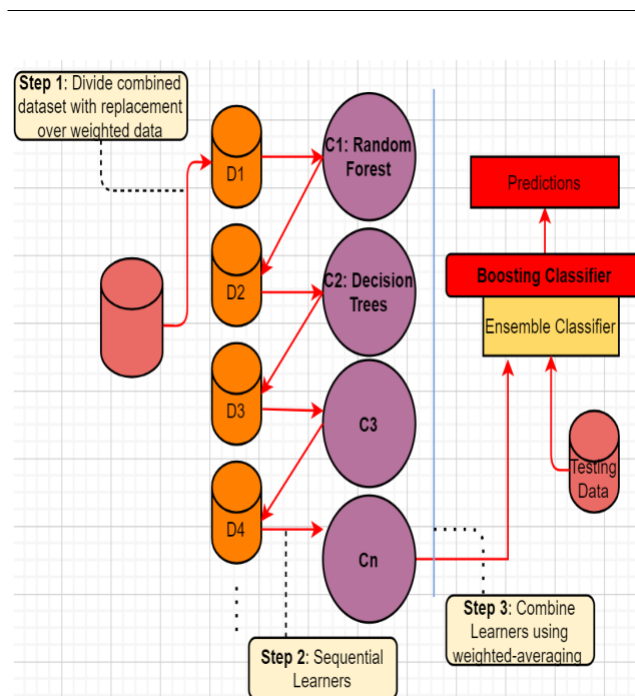 Step 1: Divide combined
dataset with replacement
over weighted data
D1
C1: Random
Forest
D2
C2: Decision
Trees
D3
C3
D4
Cn
Predictions
Boosting Classifier
Ensemble Classifier
Testing
Data
Step 2: Sequential
Learners
Step 3: Combine
Learners using
weighted-averaging